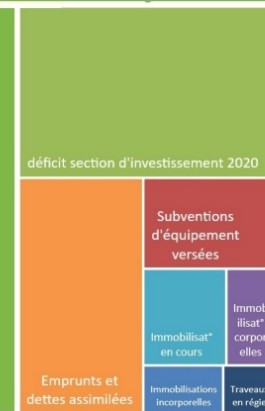 déficit section d'investissement 2020
Subventions
d'équipement
versées
Immobilisat°
en cours
Immob
ilisat°
corpor
elles
Emprunts et
dettes assimilées
Immobilisations
incorporelles
Travaux
en régie